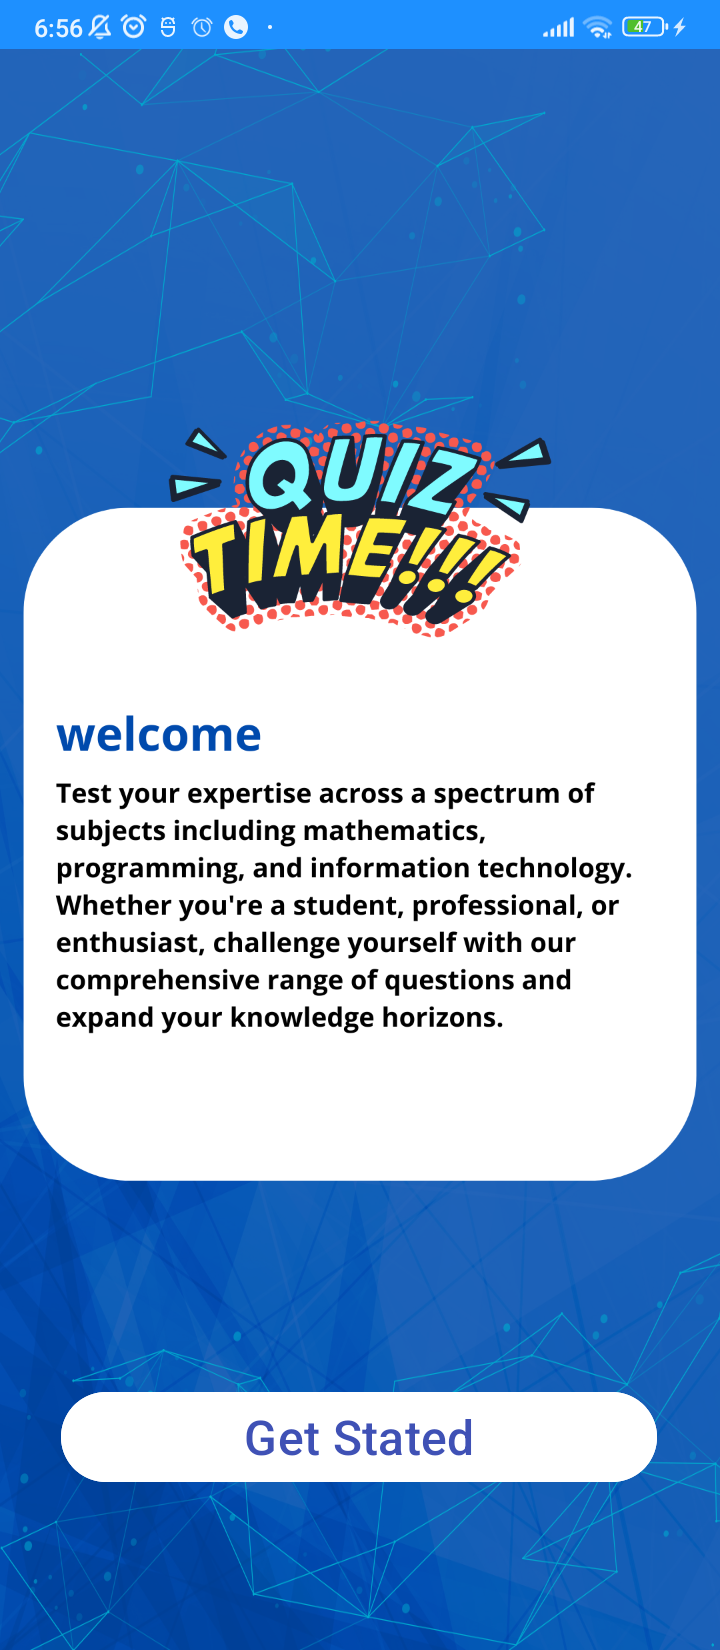 6:56
47
QUIZ
TIME!!!
welcome
Test your expertise across a spectrum of
subjects including mathematics,
programming, and information technology.
Whether you're a student, professional, or
enthusiast, challenge yourself with our
comprehensive range of questions and
expand your knowledge horizons.
Get Stated